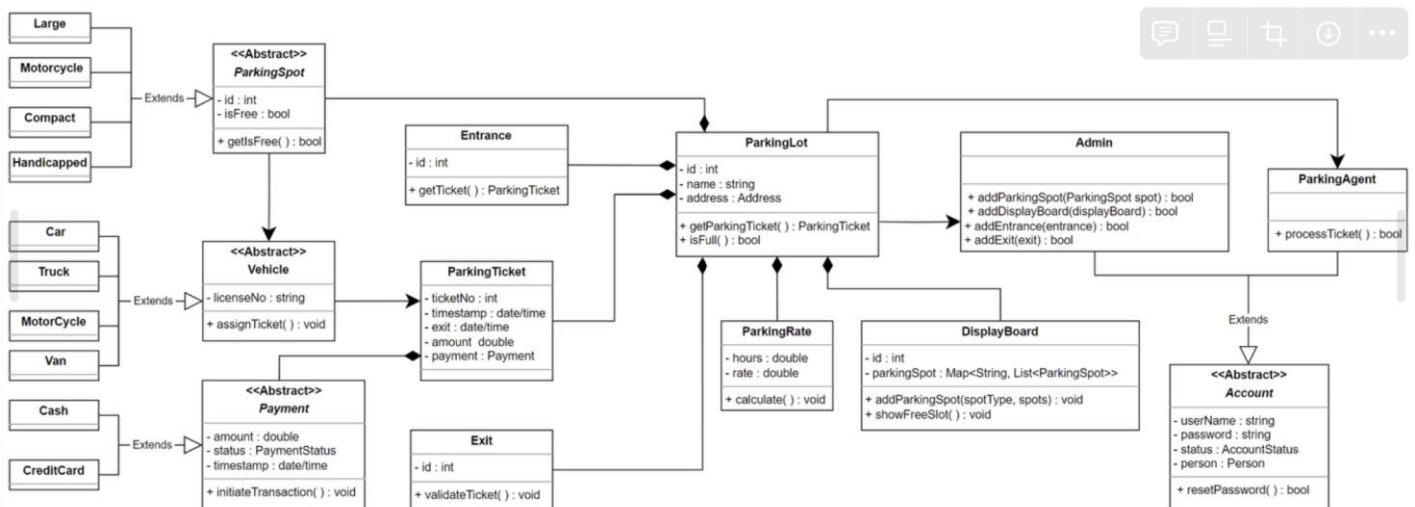 Large
Motorcycle
Compact
Handicapped
Extends
<<Abstract>>
ParkingSpot
- id : int
- isFree : bool
+ getIsFree( ) : bool
Entrance
- id : int
+ getTicket( ) : ParkingTicket
ParkingLot
- id : int
- name : string
- address : Address
+ getParkingTicket( ) : ParkingTicket
+ isFull( ) : bool
Admin
+ addParkingSpot(ParkingSpot spot) : bool
+ addDisplayBoard(displayBoard) : bool
+ addEntrance(entrance) : bool
+ addExit(exit) : bool
ParkingAgent
+ processTicket( ) : bool
Car
Truck
MotorCycle
Van
Extends
<<Abstract>>
Vehicle
- licenseNo : string
+ assignTicket( ) : void
ParkingTicket
- ticketNo : int
- timestamp : date/time
- exit : date/time
- amount  double
- payment : Payment
ParkingRate
- hours : double
- rate : double
+ calculate( ) : void
DisplayBoard
- id : int
- parkingSpot : Map<String, List<ParkingSpot>>
+ addParkingSpot(spotType, spots) : void
+ showFreeSlot( ) : void
Extends
<<Abstract>>
Account
- userName : string
- password : string
- status : AccountStatus
- person : Person
+ resetPassword( ) : bool
Cash
CreditCard
Extends
<<Abstract>>
Payment
- amount : double
- status : PaymentStatus
- timestamp : date/time
+ initiateTransaction( ) : void
Exit
- id : int
+ validateTicket( ) : void